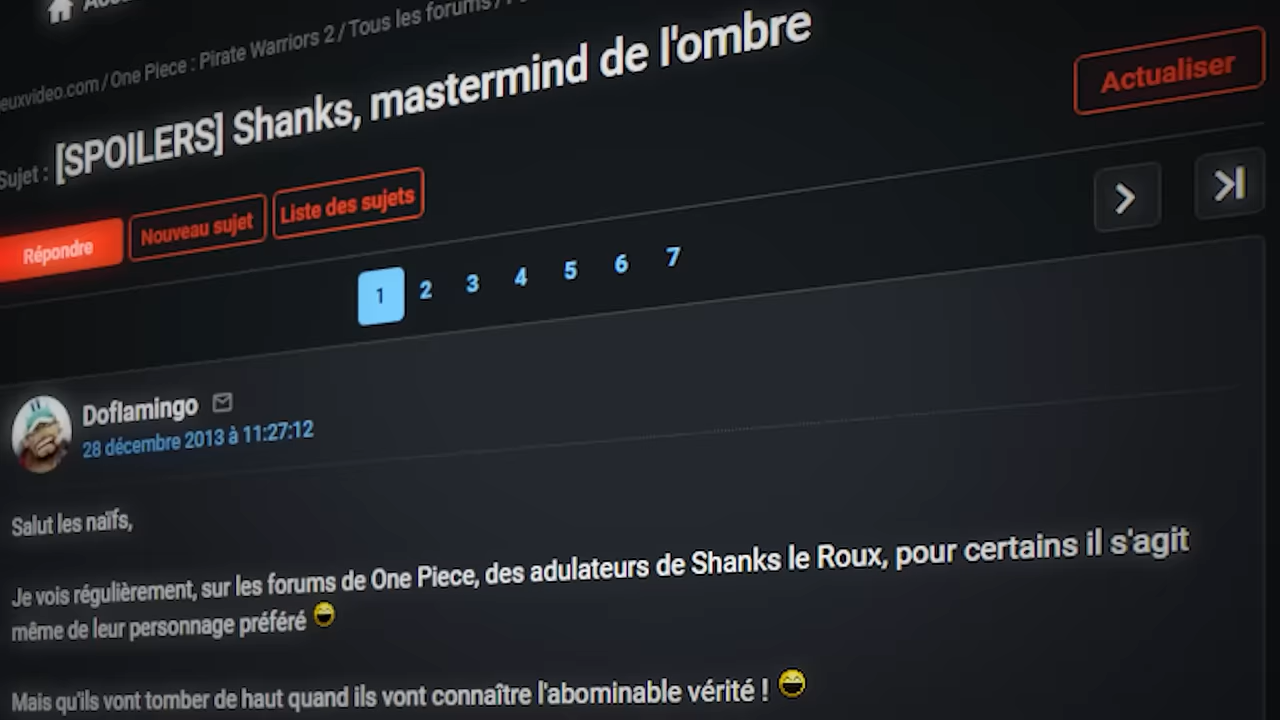 euxvideo.com / One Piece : Pirate Warriors 2 / Tous les forums /
Sujet : [SPOILERS] Shanks, mastermind de l'ombre
Actualiser
Répondre
Nouveau sujet
Liste des sujets
1 2 3 4 5 6 7
Doflamingo
28 décembre 2013 à 11:27:12
Salut les naïfs,
Je vois régulièrement, sur les forums de One Piece, des adulateurs de Shanks le Roux, pour certains il s'agit
même de leur personnage préféré
Mais qu'ils vont tomber de haut quand ils vont connaître l'abominable vérité !